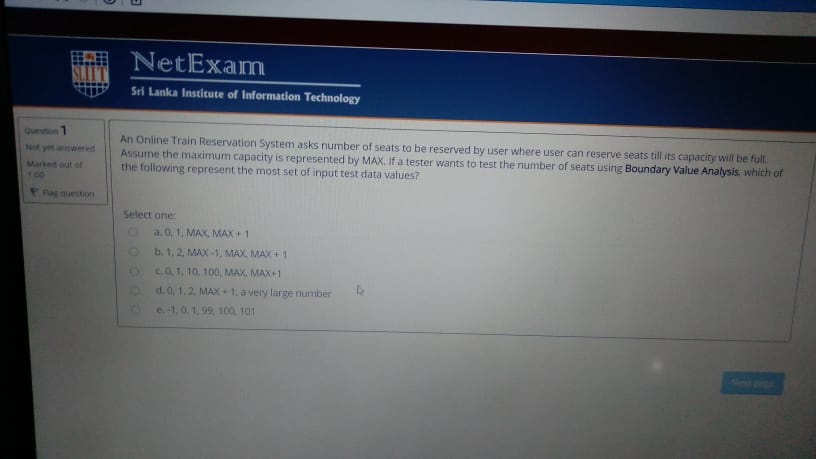 SLIIT
NetExam
Sri Lanka Institute of Information Technology
Question 1
Not yet answered
Marked out of
1.00
Flag question
An Online Train Reservation System asks number of seats to be reserved by user where user can reserve seats till its capacity will be full.
Assume the maximum capacity is represented by MAX. If a tester wants to test the number of seats using Boundary Value Analysis, which of
the following represent the most set of input test data values?
Select one:
a. 0, 1, MAX, MAX + 1
b. 1, 2, MAX -1, MAX, MAX + 1
c. 0, 1, 10, 100, MAX, MAX+1
d. 0, 1, 2, MAX + 1, a very large number
e. -1, 0, 1, 99, 100, 101
Next page